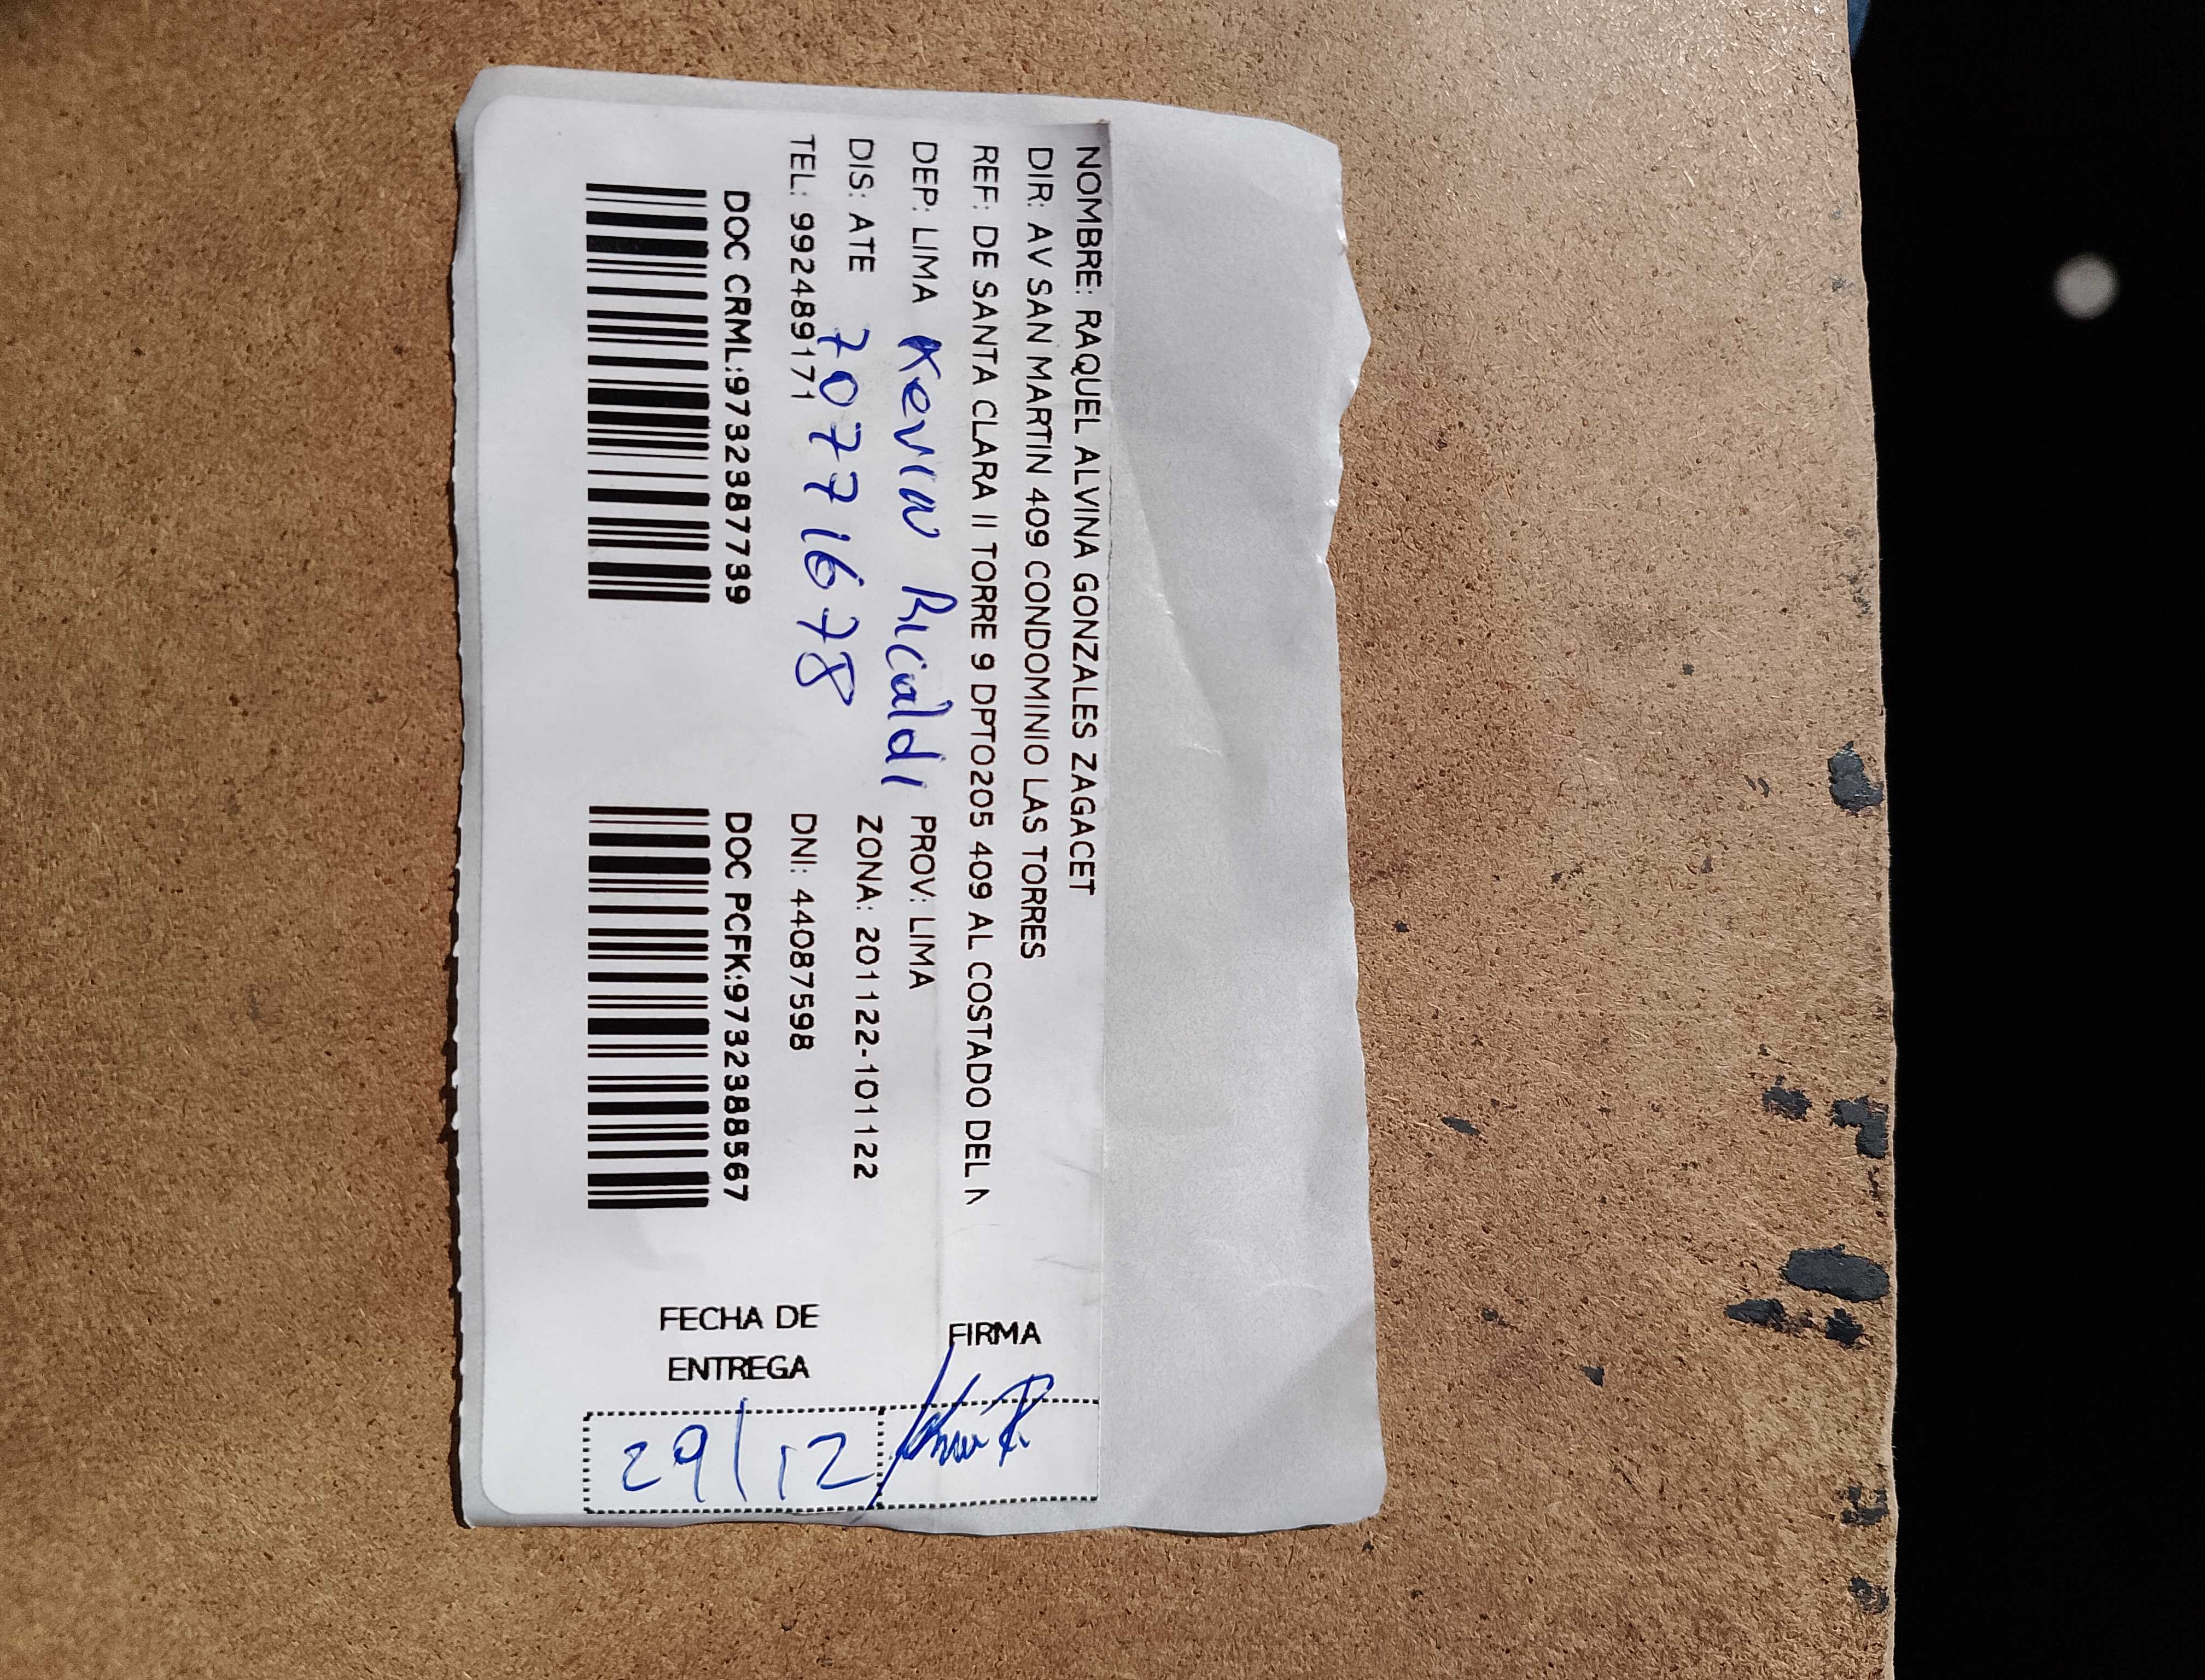 NOMBRE: RAQUEL ALVINA GONZALES ZAGACET
DIR: AV SAN MARTIN 409 CONDOMINIO LAS TORRES
REF: DE SANTA CLARA II TORRE 9 DPTO205 409 AL COSTADO DEL
DEP: LIMA Kevin Ricaldi PROV: LIMA
DIS: ATE 70771678 ZONA: 201122-101122
TEL: 992489171 DNI: 44087598
DOC CRML:9732387739 DOC PCFK:9732388567
FIRMA
FECHA DE
ENTREGA
29/12